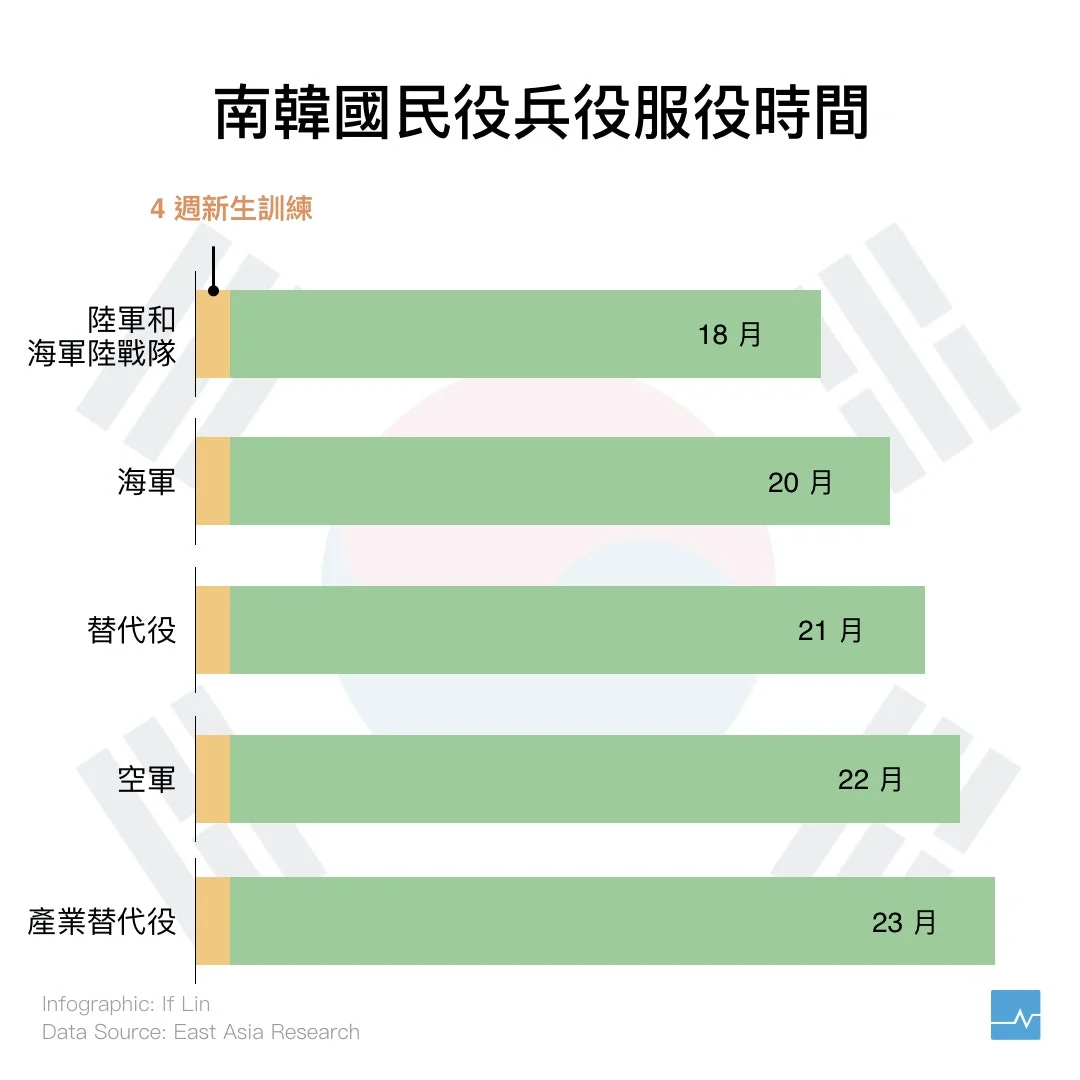 南韓國民役兵役服役時間
4 週新生訓練
陸軍和
海軍陸戰隊
18 月
海軍
20 月
替代役
21 月
空軍
22 月
產業替代役
23 月
Infographic: If Lin
Data Source: East Asia Research